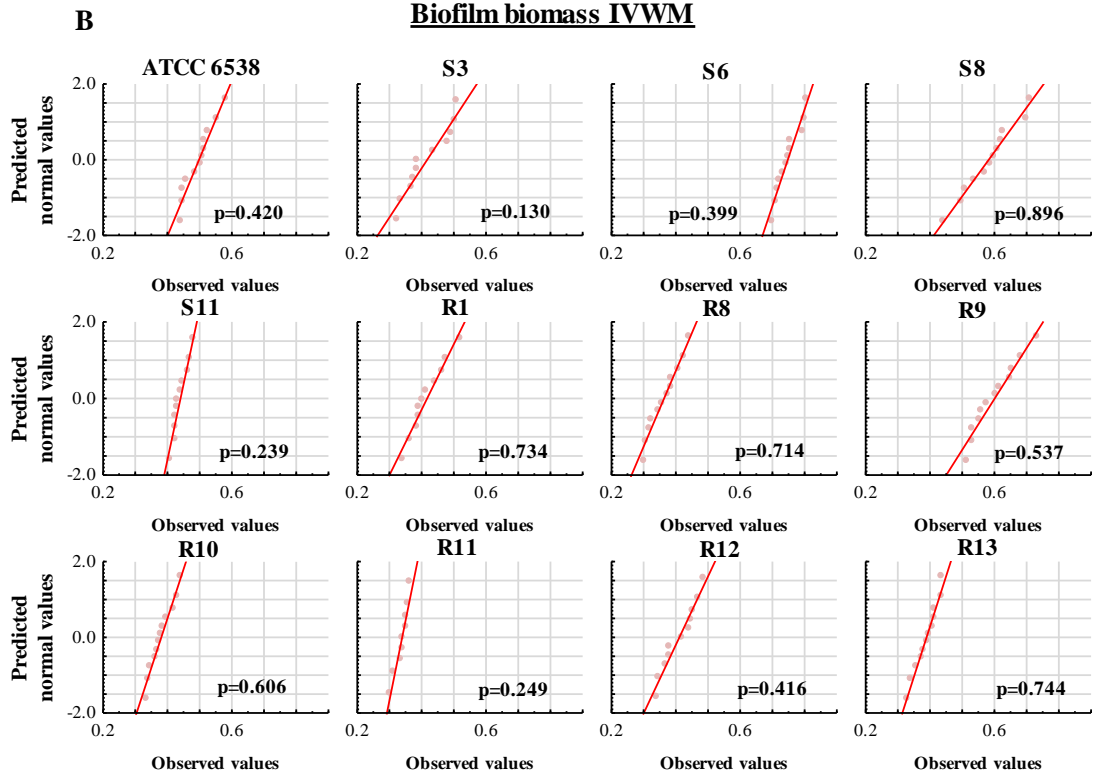 B
Biofilm biomass IVWM
ATCC 6538
S3
S6
S8
Predicted
normal values
2.0
0.0
-2.0
p=0.420
p=0.130
p=0.399
p=0.896
0.2 0.6
0.2 0.6
0.2 0.6
0.2 0.6
Observed values
Observed values
Observed values
Observed values
S11
R1
R8
R9
Predicted
normal values
2.0
0.0
-2.0
p=0.239
p=0.734
p=0.714
p=0.537
0.2 0.6
0.2 0.6
0.2 0.6
0.2 0.6
Observed values
Observed values
Observed values
Observed values
R10
R11
R12
R13
Predicted
normal values
2.0
0.0
-2.0
p=0.606
p=0.249
p=0.416
p=0.744
0.2 0.6
0.2 0.6
0.2 0.6
0.2 0.6
Observed values
Observed values
Observed values
Observed values